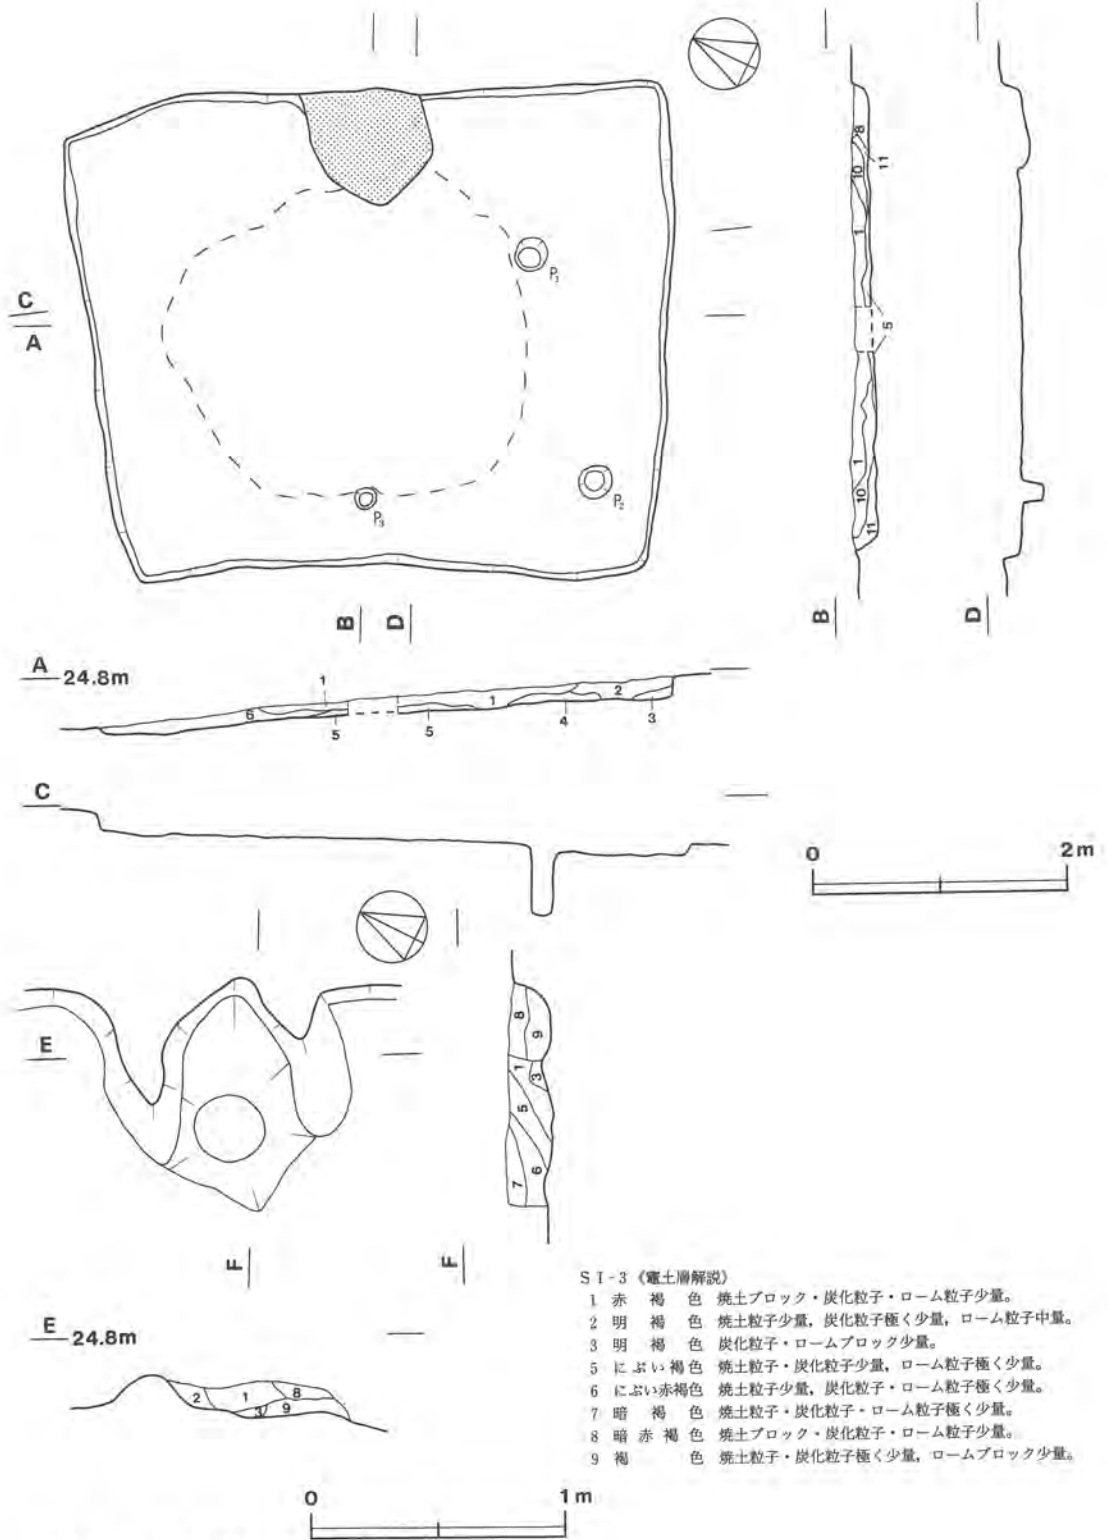 8
11
10
1
5
1
10
11
P₁
C
A
P₂
P₃
B
D
B
D
A 24.8m
1
2
1
6
5
5
4
3
C
0 2m
8
9
E
1
3
5
6
7
F
F
SI-3《竈土層解説》
1 赤褐色 焼土ブロック・炭化粒子・ローム粒子少量。
2 明褐色 焼土粒子少量，炭化粒子極く少量，ローム粒子中量。
3 明褐色 炭化粒子・ロームブロック少量。
5 にぶい褐色 焼土粒子・炭化粒子少量，ローム粒子極く少量。
6 にぶい赤褐色 焼土粒子少量，炭化粒子・ローム粒子極く少量。
7 暗褐色 焼土粒子・炭化粒子・ローム粒子極く少量。
8 暗赤褐色 焼土ブロック・炭化粒子・ローム粒子少量。
9 褐色 焼土粒子・炭化粒子極く少量，ロームブロック少量。
E 24.8m
2
1
8
3
9
0 1m